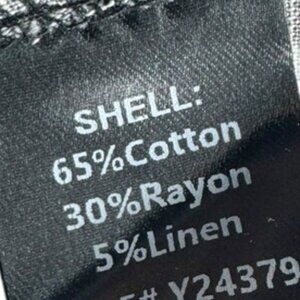 SHELL:
65%Cotton
30%Rayon
5%Linen
# Y24379